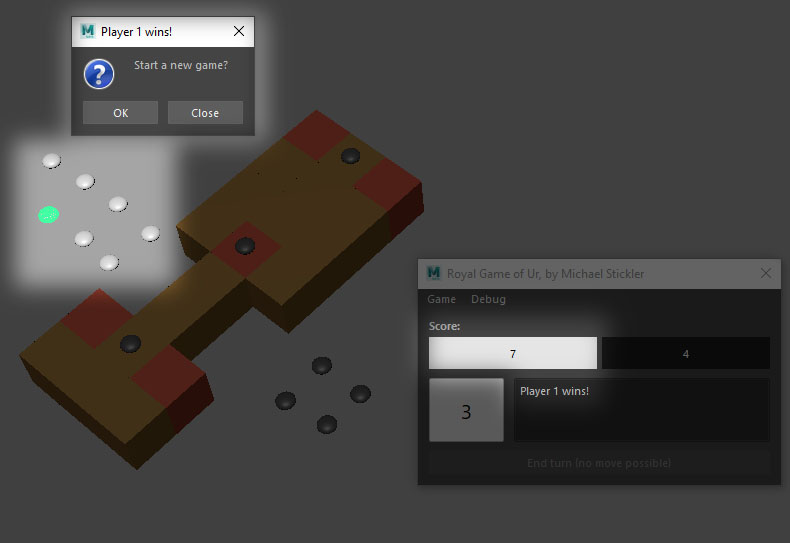 Player 1 wins!
Start a new game?
OK
Close
Royal Game of Ur, by Michael Stickler
Game
Debug
Score:
7
4
3
Player 1 wins!
End turn (no move possible)